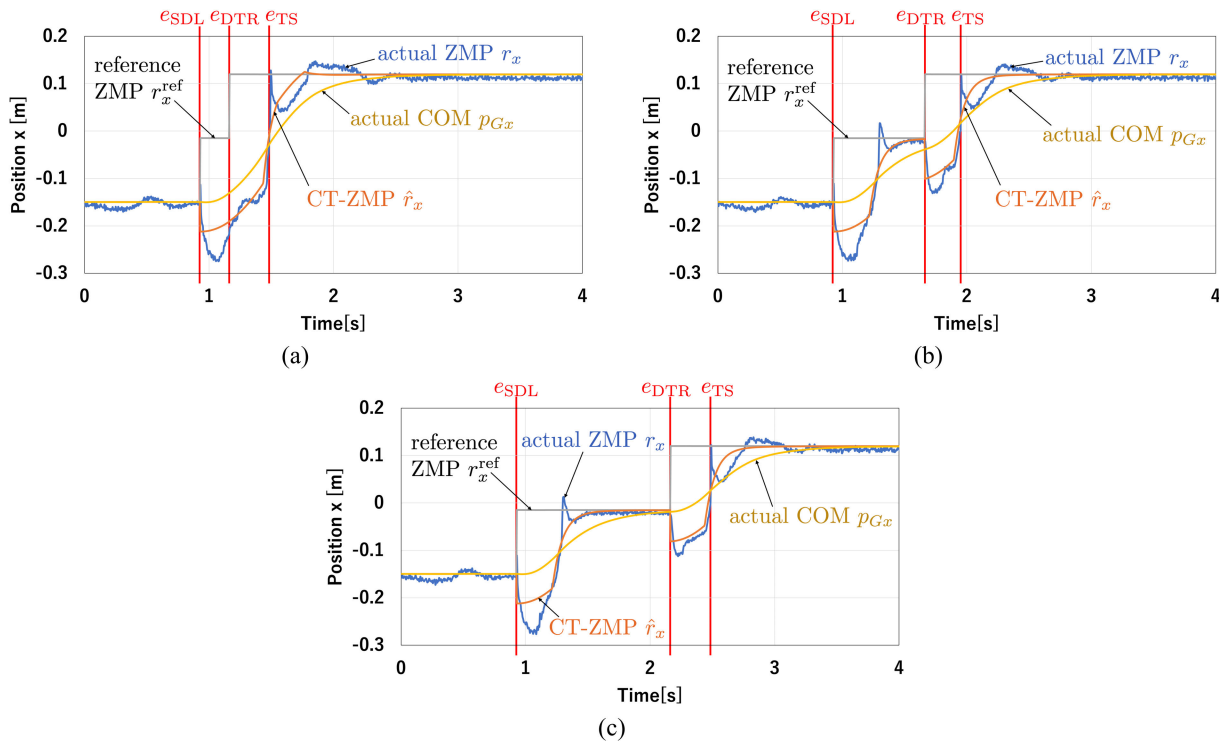 e_SDL e_DTR e_TS
0.2
0.1
0
-0.1
-0.2
-0.3
Position x [m]
reference
ZMP r_x^ref
actual ZMP r_x
actual COM p_Gx
CT-ZMP r̂_x
0 1 2 3 4
Time[s]
(a)
e_SDL e_DTR e_TS
0.2
0.1
0
-0.1
-0.2
-0.3
Position x [m]
reference
ZMP r_x^ref
actual ZMP r_x
actual COM p_Gx
CT-ZMP r̂_x
0 1 2 3 4
Time[s]
(b)
e_SDL e_DTR e_TS
0.2
0.1
0
-0.1
-0.2
-0.3
Position x [m]
reference
ZMP r_x^ref
actual ZMP r_x
actual COM p_Gx
CT-ZMP r̂_x
0 1 2 3 4
Time[s]
(c)